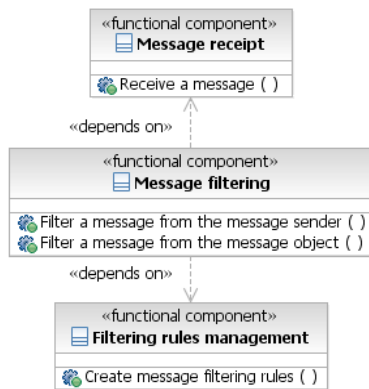 «functional component»
Message receipt
Receive a message ( )
«depends on»
«functional component»
Message filtering
Filter a message from the message sender ( )
Filter a message from the message object ( )
«depends on»
«functional component»
Filtering rules management
Create message filtering rules ( )